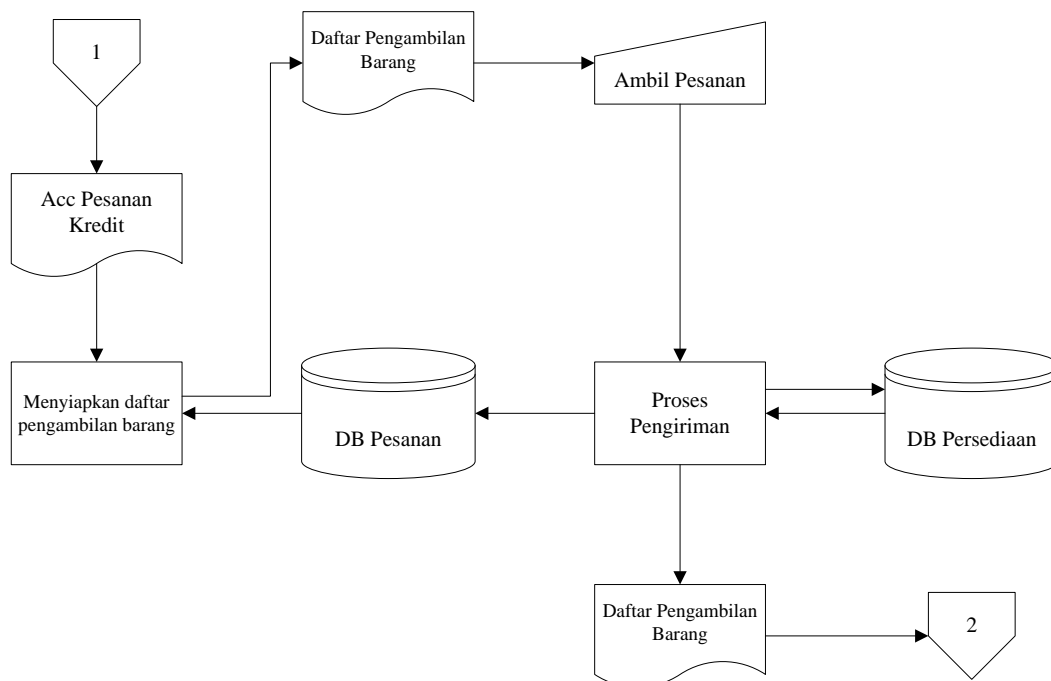 1
Daftar Pengambilan
Barang
Ambil Pesanan
Acc Pesanan
Kredit
Menyiapkan daftar
pengambilan barang
DB Pesanan
Proses
Pengiriman
DB Persediaan
Daftar Pengambilan
Barang
2